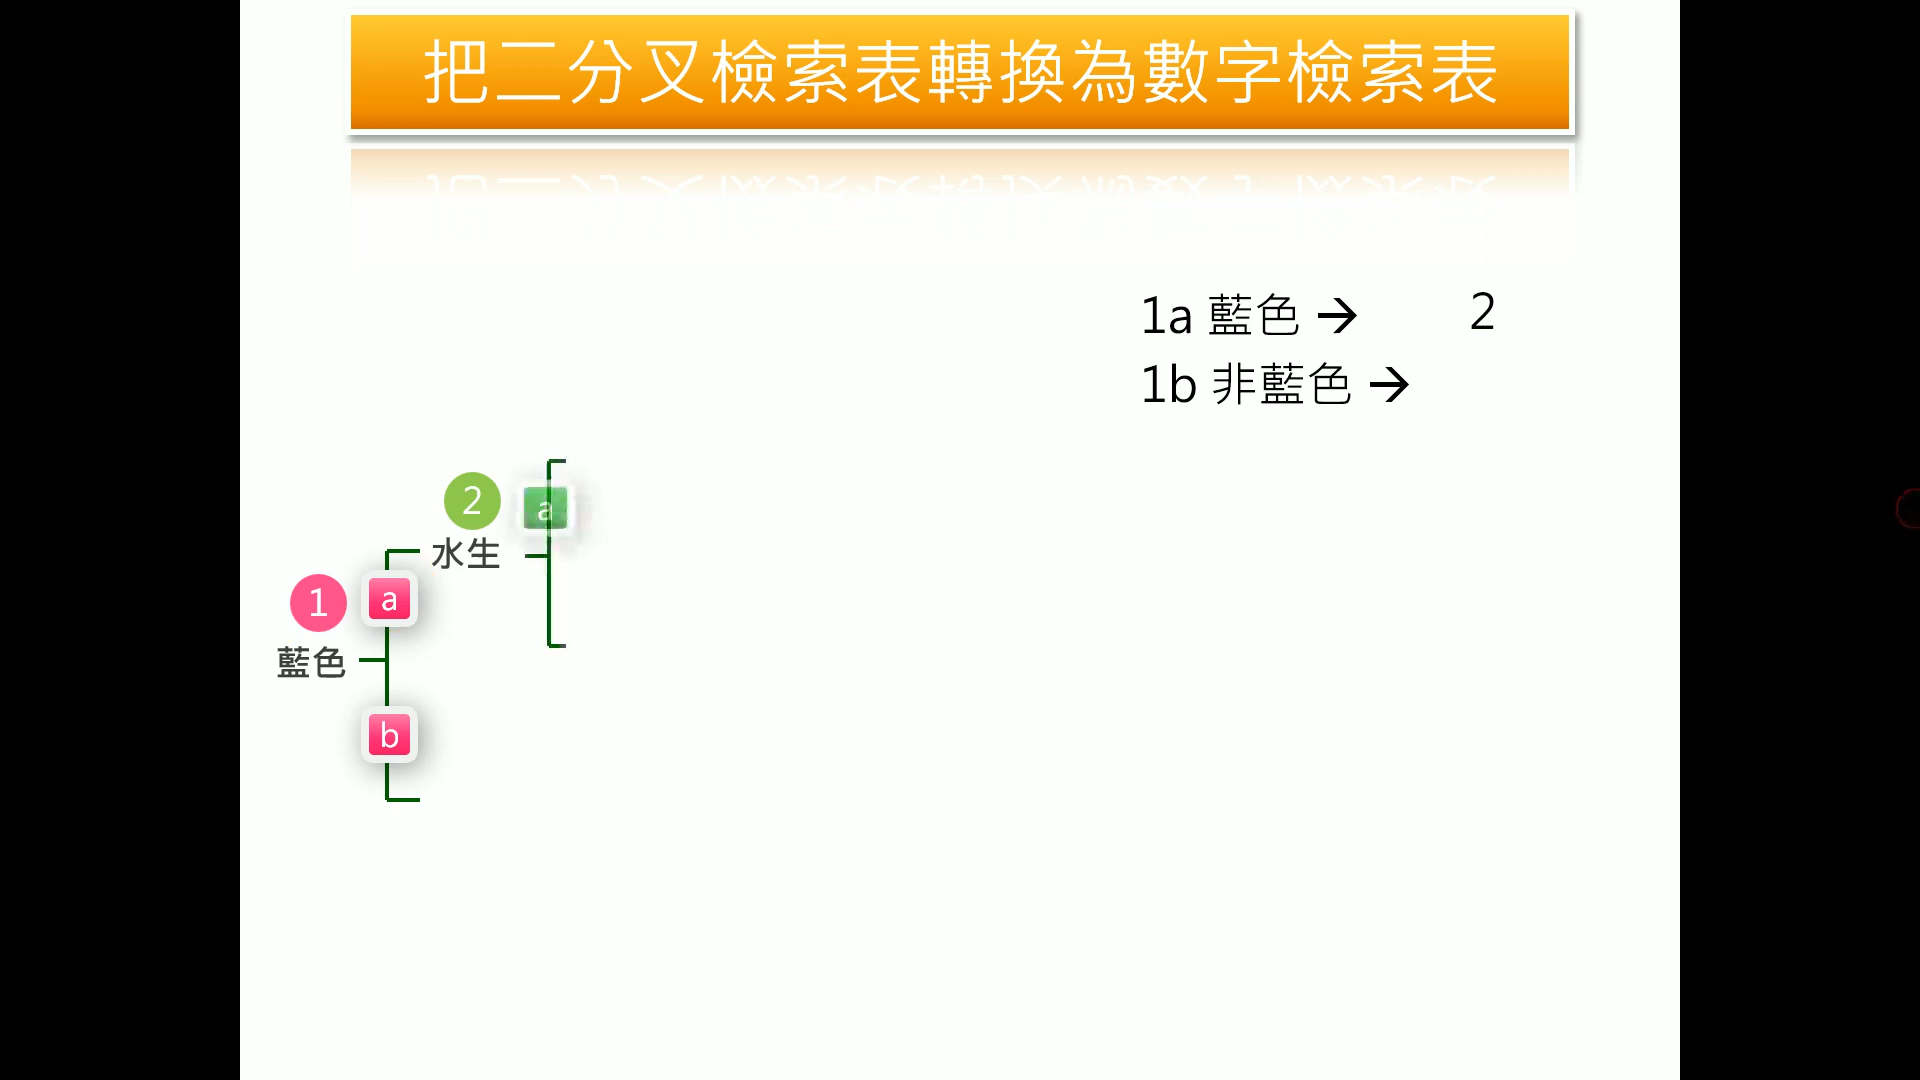 把二分叉檢索表轉換為數字檢索表
1a 藍色 → 2
1b 非藍色 →
2 a
水生
1 a
藍色
b